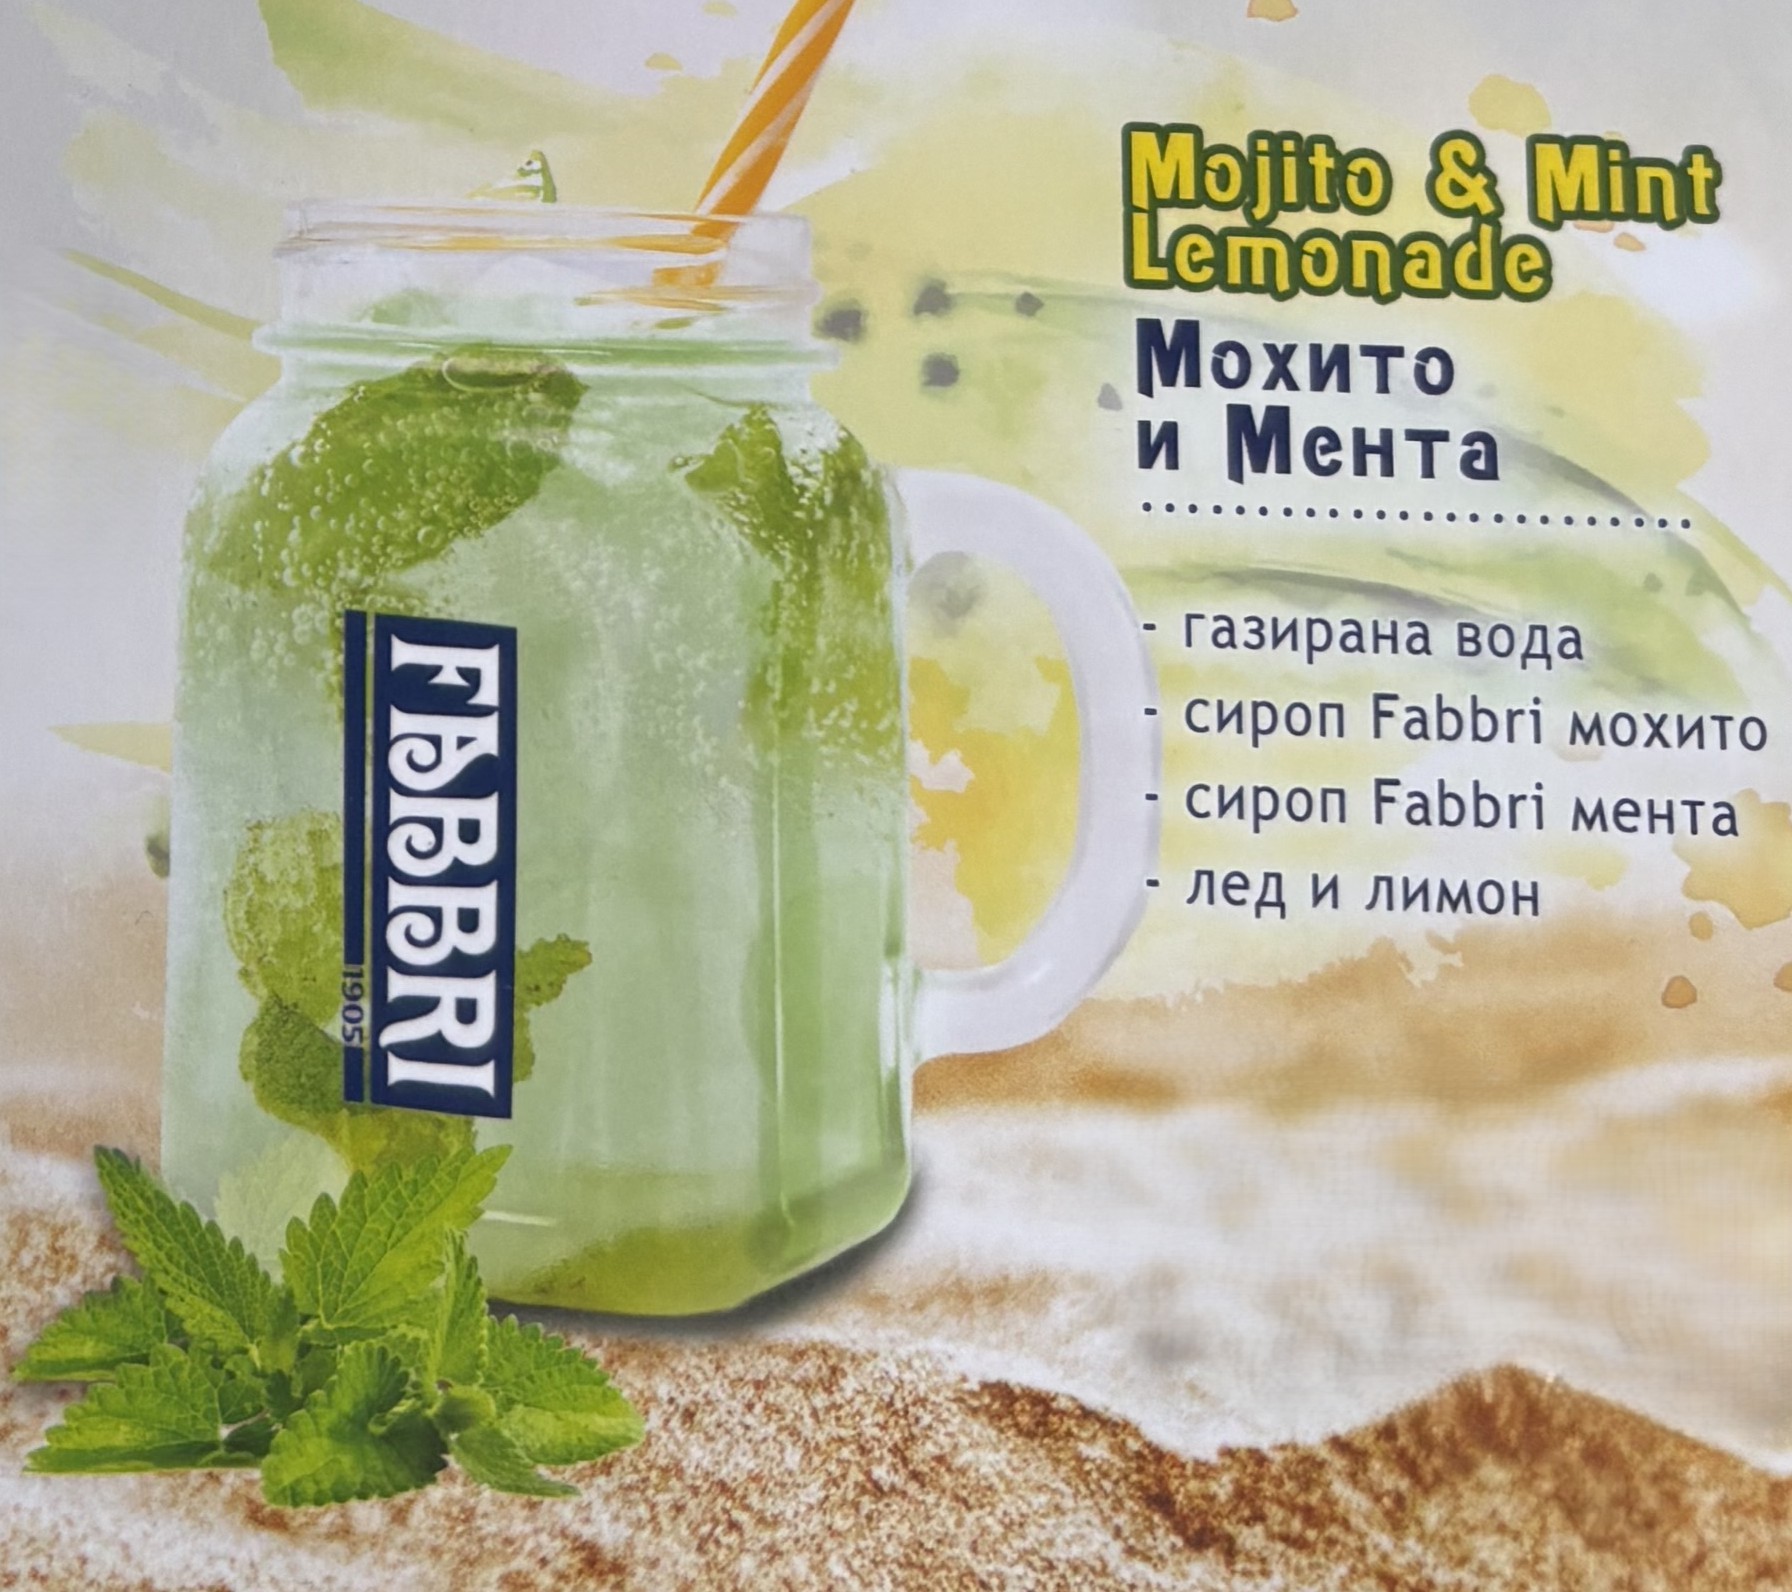 Mojito & Mint
Lemonade
Мохито
и Мента
- газирана вода
- сироп Fabbri мохито
- сироп Fabbri мента
- лед и лимон
FABBRI
1905